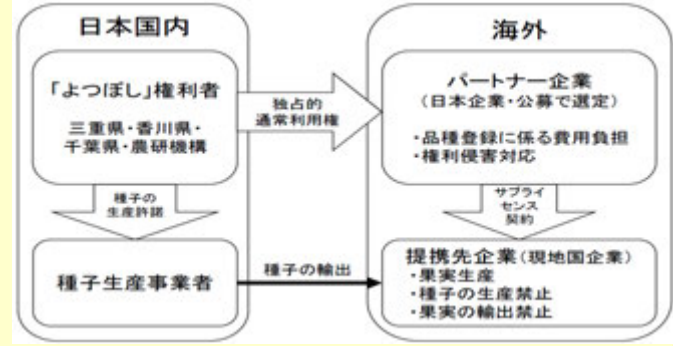 日本国内
「よつぼし」権利者
三重県・香川県・
千葉県・農研機構
独占的
通常利用権
種子の
生産許諾
種子生産事業者
種子の輸出
海外
パートナー企業
(日本企業・公募で選定)
・品種登録に係る費用負担
・権利侵害対応
サブライ
センス
契約
提携先企業(現地国企業)
・果実生産
・種子の生産禁止
・果実の輸出禁止